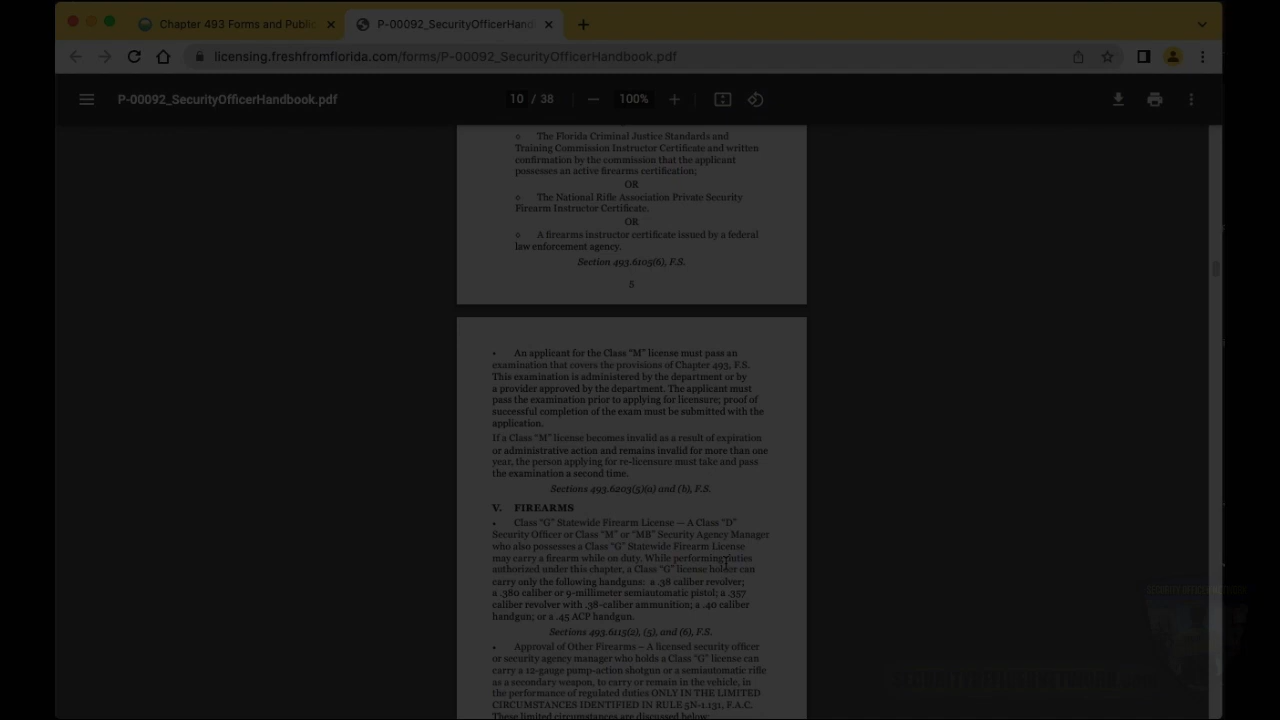 Chapter 493 Forms and Public
P-00092_SecurityOfficerHand
licensing.freshfromflorida.com/forms/P-00092_SecurityOfficerHandbook.pdf
P-00092_SecurityOfficerHandbook.pdf
10 / 38
100%
◦ The Florida Criminal Justice Standards and
Training Commission Instructor Certificate and written
confirmation by the commission that the applicant
possesses an active firearms certification;
OR
◦ The National Rifle Association Private Security
Firearm Instructor Certificate.
OR
◦ A firearms instructor certificate issued by a federal
law enforcement agency.
Section 493.6105(6), F.S.
5
• An applicant for the Class "M" license must pass an
examination that covers the provisions of Chapter 493, F.S.
This examination is administered by the department or by
a provider approved by the department. The applicant must
pass the examination prior to applying for licensure; proof of
successful completion of the exam must be submitted with the
application.
If a Class "M" license becomes invalid as a result of expiration
or administrative action and remains invalid for more than one
year, the person applying for re-licensure must take and pass
the examination a second time.
Sections 493.6203(5)(a) and (b), F.S.
V. FIREARMS
• Class "G" Statewide Firearm License – A Class "D"
Security Officer or Class "M" or "MB" Security Agency Manager
who also possesses a Class "G" Statewide Firearm License
may carry a firearm while on duty. While performing duties
authorized under this chapter, a Class "G" license holder can
carry only the following handguns: a .38 caliber revolver;
a .380 caliber or 9-millimeter semiautomatic pistol; a .357
caliber revolver with .38-caliber ammunition; a .40 caliber
handgun; or a .45 ACP handgun.
Sections 493.6115(2), (5), and (6), F.S.
• Approval of Other Firearms – A licensed security officer
or security agency manager who holds a Class "G" license can
carry a 12-gauge pump-action shotgun or a semiautomatic rifle
as a secondary weapon, to carry or remain in the vehicle, in
the performance of regulated duties ONLY IN THE LIMITED
CIRCUMSTANCES IDENTIFIED IN RULE 5N-1.131, F.A.C.
These limited circumstances are discussed below: